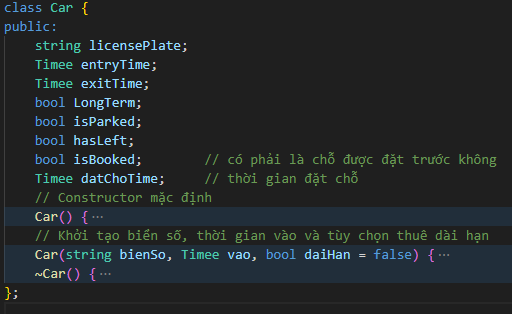 class Car {
public:
    string licensePlate;
    Timee entryTime;
    Timee exitTime;
    bool LongTerm;
    bool isParked;
    bool hasLeft;
    bool isBooked;        // có phải là chỗ được đặt trước không
    Timee datChoTime;     // thời gian đặt chỗ
    // Constructor mặc định
    Car() {⋯
    // Khởi tạo biển số, thời gian vào và tùy chọn thuê dài hạn
    Car(string bienSo, Timee vao, bool daiHan = false) {⋯
    ~Car() {⋯
};